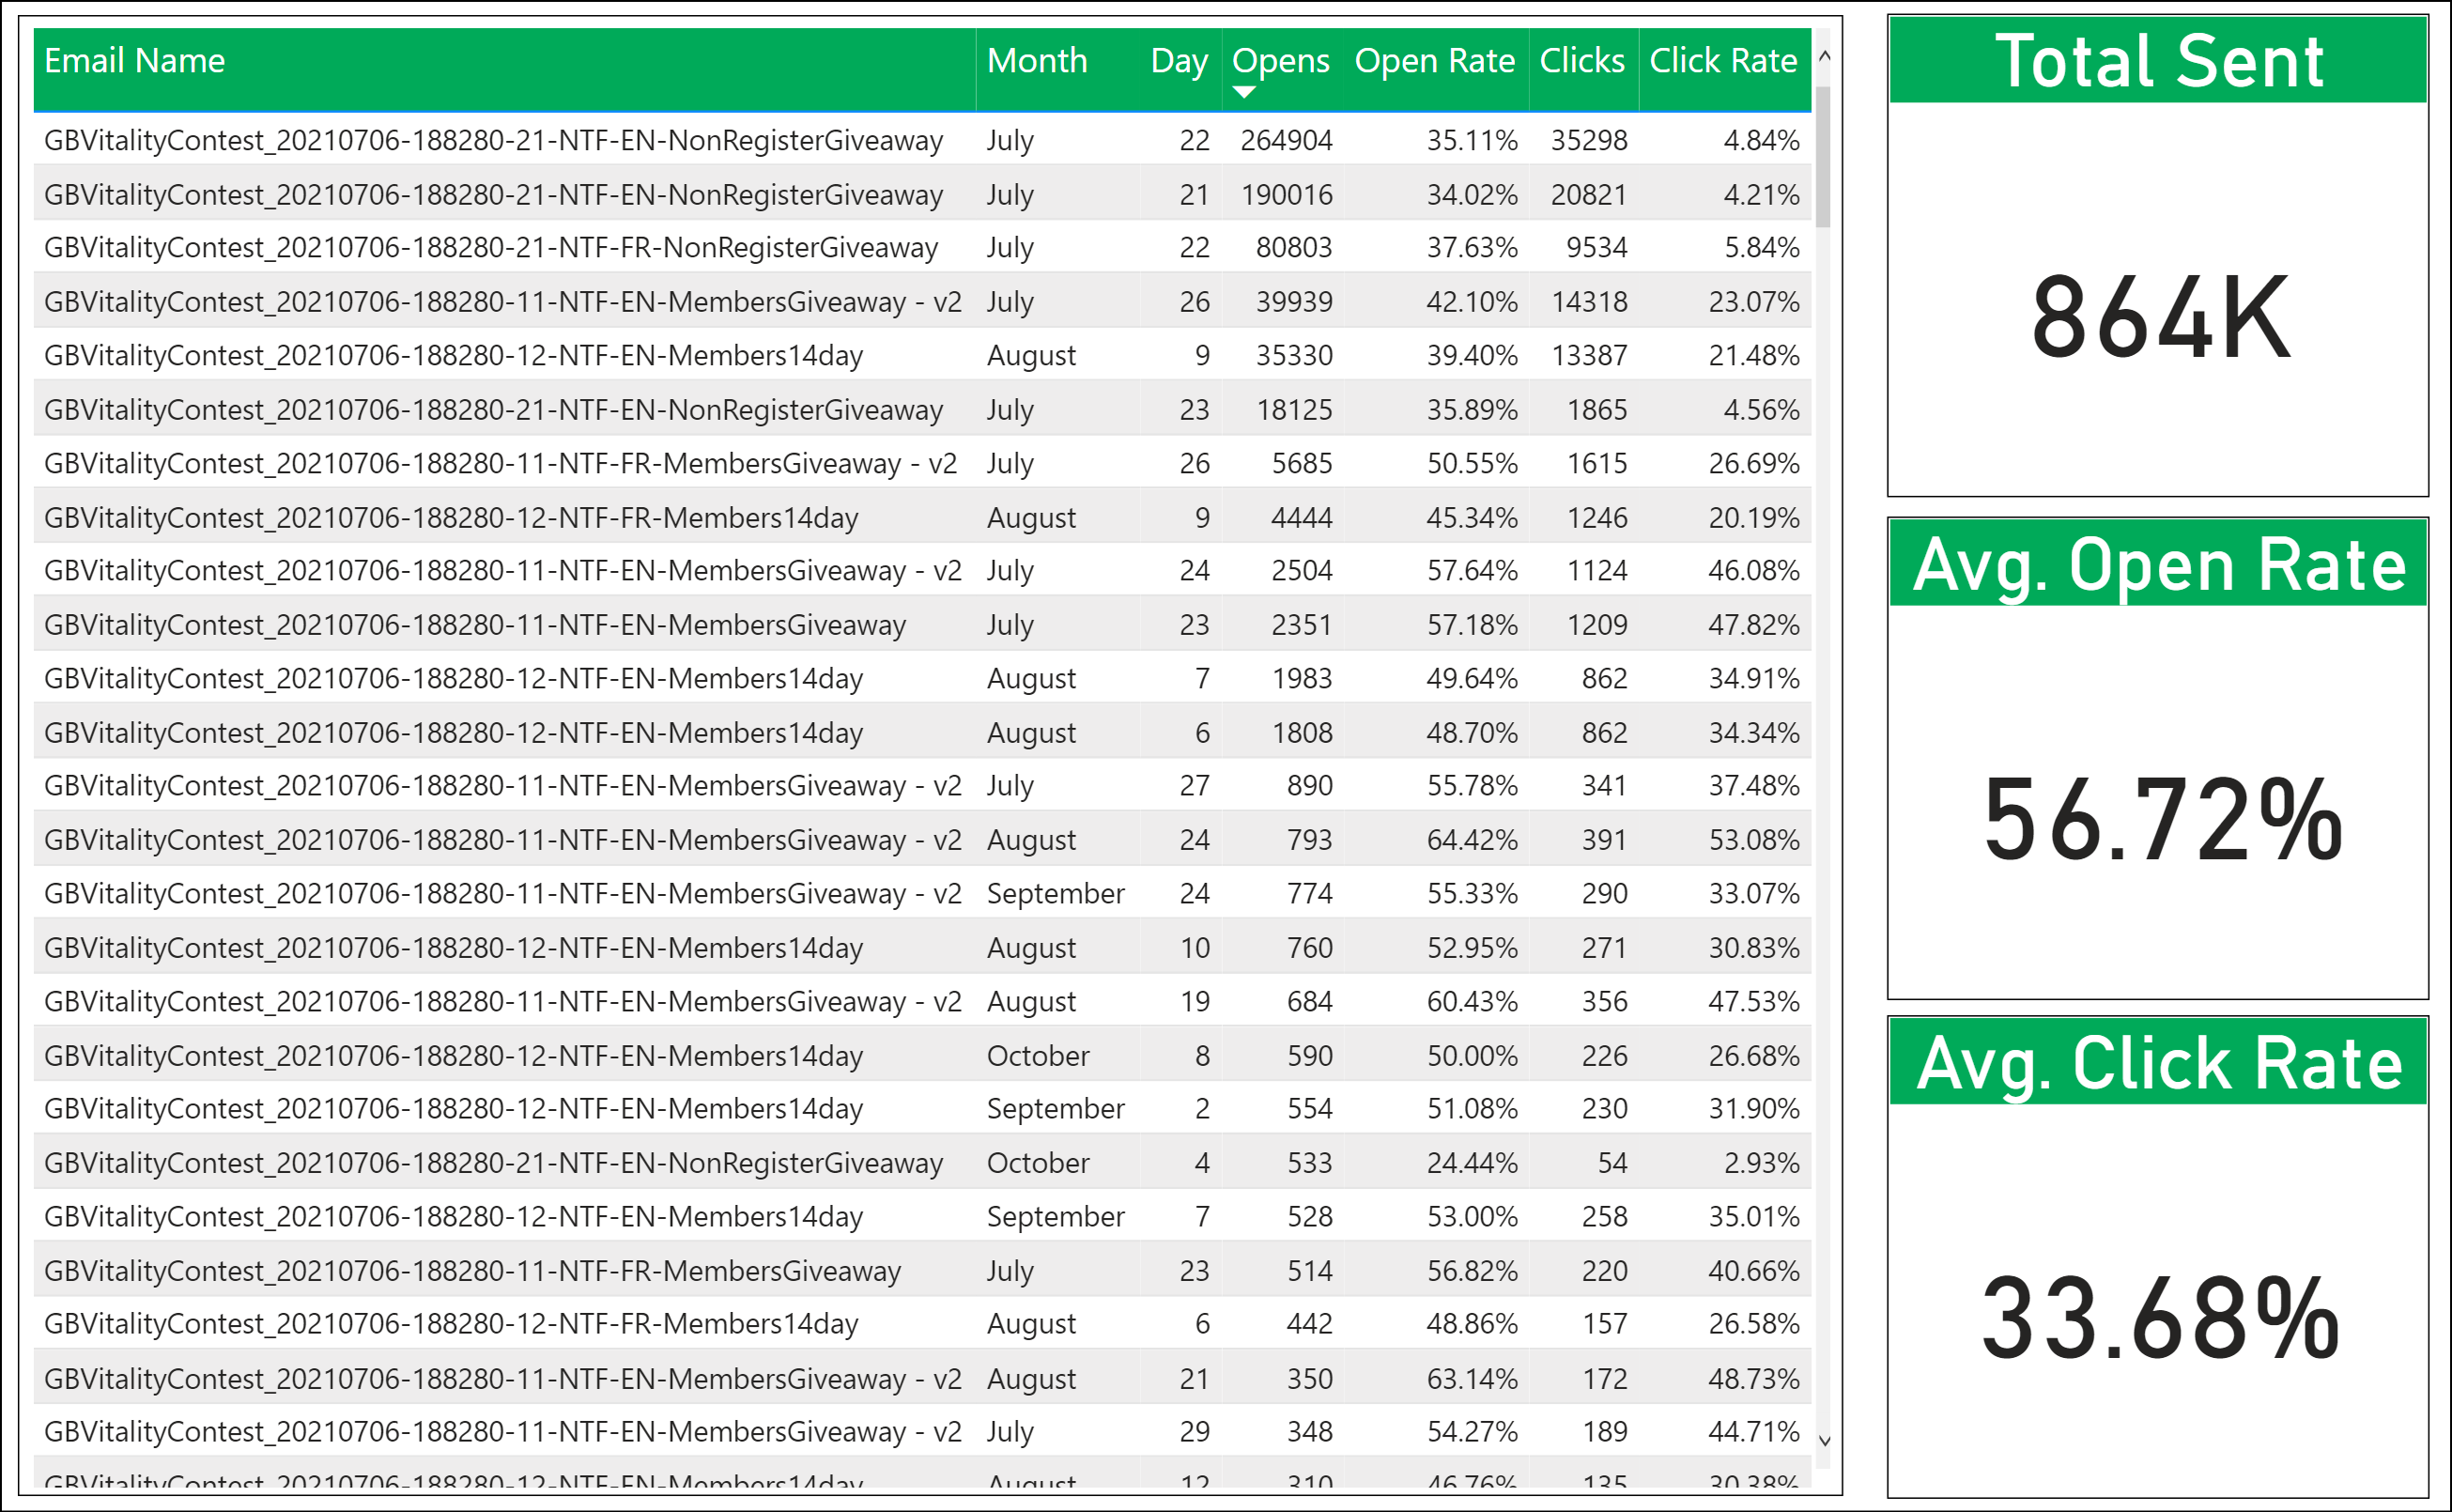 Email Name Month Day Opens Open Rate Clicks Click Rate
GBVitalityContest_20210706-188280-21-NTF-EN-NonRegisterGiveaway July 22 264904 35.11% 35298 4.84%
GBVitalityContest_20210706-188280-21-NTF-EN-NonRegisterGiveaway July 21 190016 34.02% 20821 4.21%
GBVitalityContest_20210706-188280-21-NTF-FR-NonRegisterGiveaway July 22 80803 37.63% 9534 5.84%
GBVitalityContest_20210706-188280-11-NTF-EN-MembersGiveaway - v2 July 26 39939 42.10% 14318 23.07%
GBVitalityContest_20210706-188280-12-NTF-EN-Members14day August 9 35330 39.40% 13387 21.48%
GBVitalityContest_20210706-188280-21-NTF-EN-NonRegisterGiveaway July 23 18125 35.89% 1865 4.56%
GBVitalityContest_20210706-188280-11-NTF-FR-MembersGiveaway - v2 July 26 5685 50.55% 1615 26.69%
GBVitalityContest_20210706-188280-12-NTF-FR-Members14day August 9 4444 45.34% 1246 20.19%
GBVitalityContest_20210706-188280-11-NTF-EN-MembersGiveaway - v2 July 24 2504 57.64% 1124 46.08%
GBVitalityContest_20210706-188280-11-NTF-EN-MembersGiveaway July 23 2351 57.18% 1209 47.82%
GBVitalityContest_20210706-188280-12-NTF-EN-Members14day August 7 1983 49.64% 862 34.91%
GBVitalityContest_20210706-188280-12-NTF-EN-Members14day August 6 1808 48.70% 862 34.34%
GBVitalityContest_20210706-188280-11-NTF-EN-MembersGiveaway - v2 July 27 890 55.78% 341 37.48%
GBVitalityContest_20210706-188280-11-NTF-EN-MembersGiveaway - v2 August 24 793 64.42% 391 53.08%
GBVitalityContest_20210706-188280-11-NTF-EN-MembersGiveaway - v2 September 24 774 55.33% 290 33.07%
GBVitalityContest_20210706-188280-12-NTF-EN-Members14day August 10 760 52.95% 271 30.83%
GBVitalityContest_20210706-188280-11-NTF-EN-MembersGiveaway - v2 August 19 684 60.43% 356 47.53%
GBVitalityContest_20210706-188280-12-NTF-EN-Members14day October 8 590 50.00% 226 26.68%
GBVitalityContest_20210706-188280-12-NTF-EN-Members14day September 2 554 51.08% 230 31.90%
GBVitalityContest_20210706-188280-21-NTF-EN-NonRegisterGiveaway October 4 533 24.44% 54 2.93%
GBVitalityContest_20210706-188280-12-NTF-EN-Members14day September 7 528 53.00% 258 35.01%
GBVitalityContest_20210706-188280-11-NTF-FR-MembersGiveaway July 23 514 56.82% 220 40.66%
GBVitalityContest_20210706-188280-12-NTF-FR-Members14day August 6 442 48.86% 157 26.58%
GBVitalityContest_20210706-188280-11-NTF-EN-MembersGiveaway - v2 August 21 350 63.14% 172 48.73%
GBVitalityContest_20210706-188280-11-NTF-EN-MembersGiveaway - v2 July 29 348 54.27% 189 44.71%
GBVitalityContest_20210706-188280-12-NTF-EN-Members14day August 12 310 46.76% 135 30.38%
Total Sent
864K
Avg. Open Rate
56.72%
Avg. Click Rate
33.68%